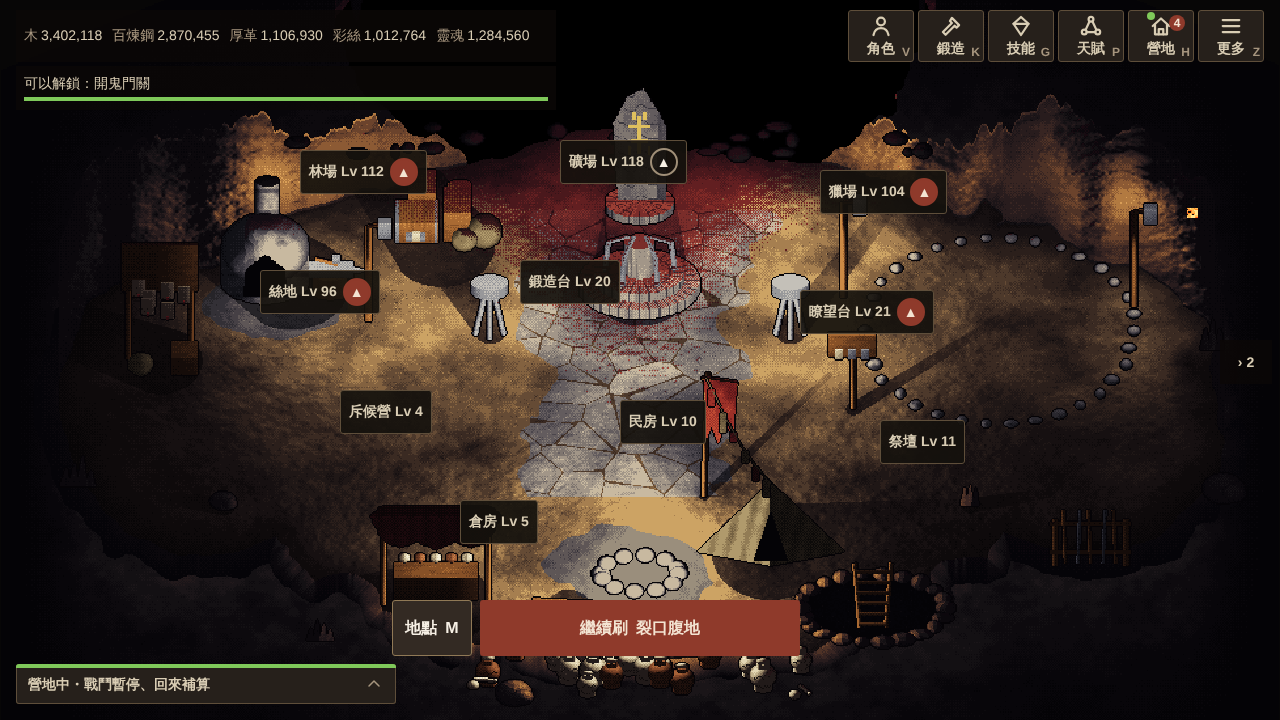 木 3,402,118 百煉鋼 2,870,455 厚革 1,106,930 彩絲 1,012,764 靈魂 1,284,560
角色 V
鍛造 K
技能 G
天賦 P
4
營地 H
更多 Z
可以解鎖：開鬼門關
林場 Lv 112
礦場 Lv 118
獵場 Lv 104
絲地 Lv 96
鍛造台 Lv 20
瞭望台 Lv 21
› 2
斥候營 Lv 4
民房 Lv 10
祭壇 Lv 11
倉房 Lv 5
地點 M
繼續刷 裂口腹地
營地中・戰鬥暫停、回來補算